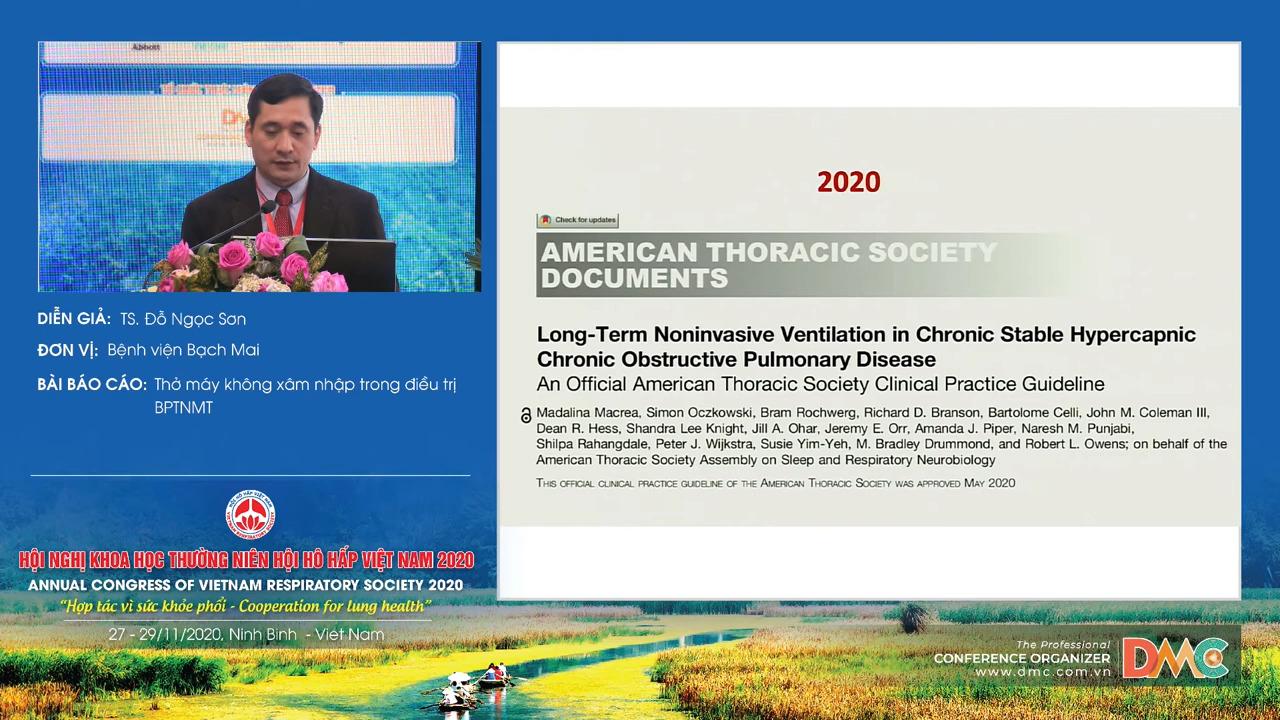 Abbott
DIỄN GIẢ: TS. Đỗ Ngọc Sơn
ĐƠN VỊ: Bệnh viện Bạch Mai
BÀI BÁO CÁO: Thở máy không xâm nhập trong điều trị
BPTNMT
HỘI NGHỊ KHOA HỌC THƯỜNG NIÊN HỘI HÔ HẤP VIỆT NAM 2020
ANNUAL CONGRESS OF VIETNAM RESPIRATORY SOCIETY 2020
“Hợp tác vì sức khỏe phổi - Cooperation for lung health”
27 - 29/11/2020, Ninh Bình - Việt Nam
2020
Check for updates
AMERICAN THORACIC SOCIETY
DOCUMENTS
Long-Term Noninvasive Ventilation in Chronic Stable Hypercapnic
Chronic Obstructive Pulmonary Disease
An Official American Thoracic Society Clinical Practice Guideline
Madalina Macrea, Simon Oczkowski, Bram Rochwerg, Richard D. Branson, Bartolome Celli, John M. Coleman III,
Dean R. Hess, Shandra Lee Knight, Jill A. Ohar, Jeremy E. Orr, Amanda J. Piper, Naresh M. Punjabi,
Shilpa Rahangdale, Peter J. Wijkstra, Susie Yim-Yeh, M. Bradley Drummond, and Robert L. Owens; on behalf of the
American Thoracic Society Assembly on Sleep and Respiratory Neurobiology
THIS OFFICIAL CLINICAL PRACTICE GUIDELINE OF THE AMERICAN THORACIC SOCIETY WAS APPROVED MAY 2020
The Professional
CONFERENCE ORGANIZER
www.dmc.com.vn
DMC